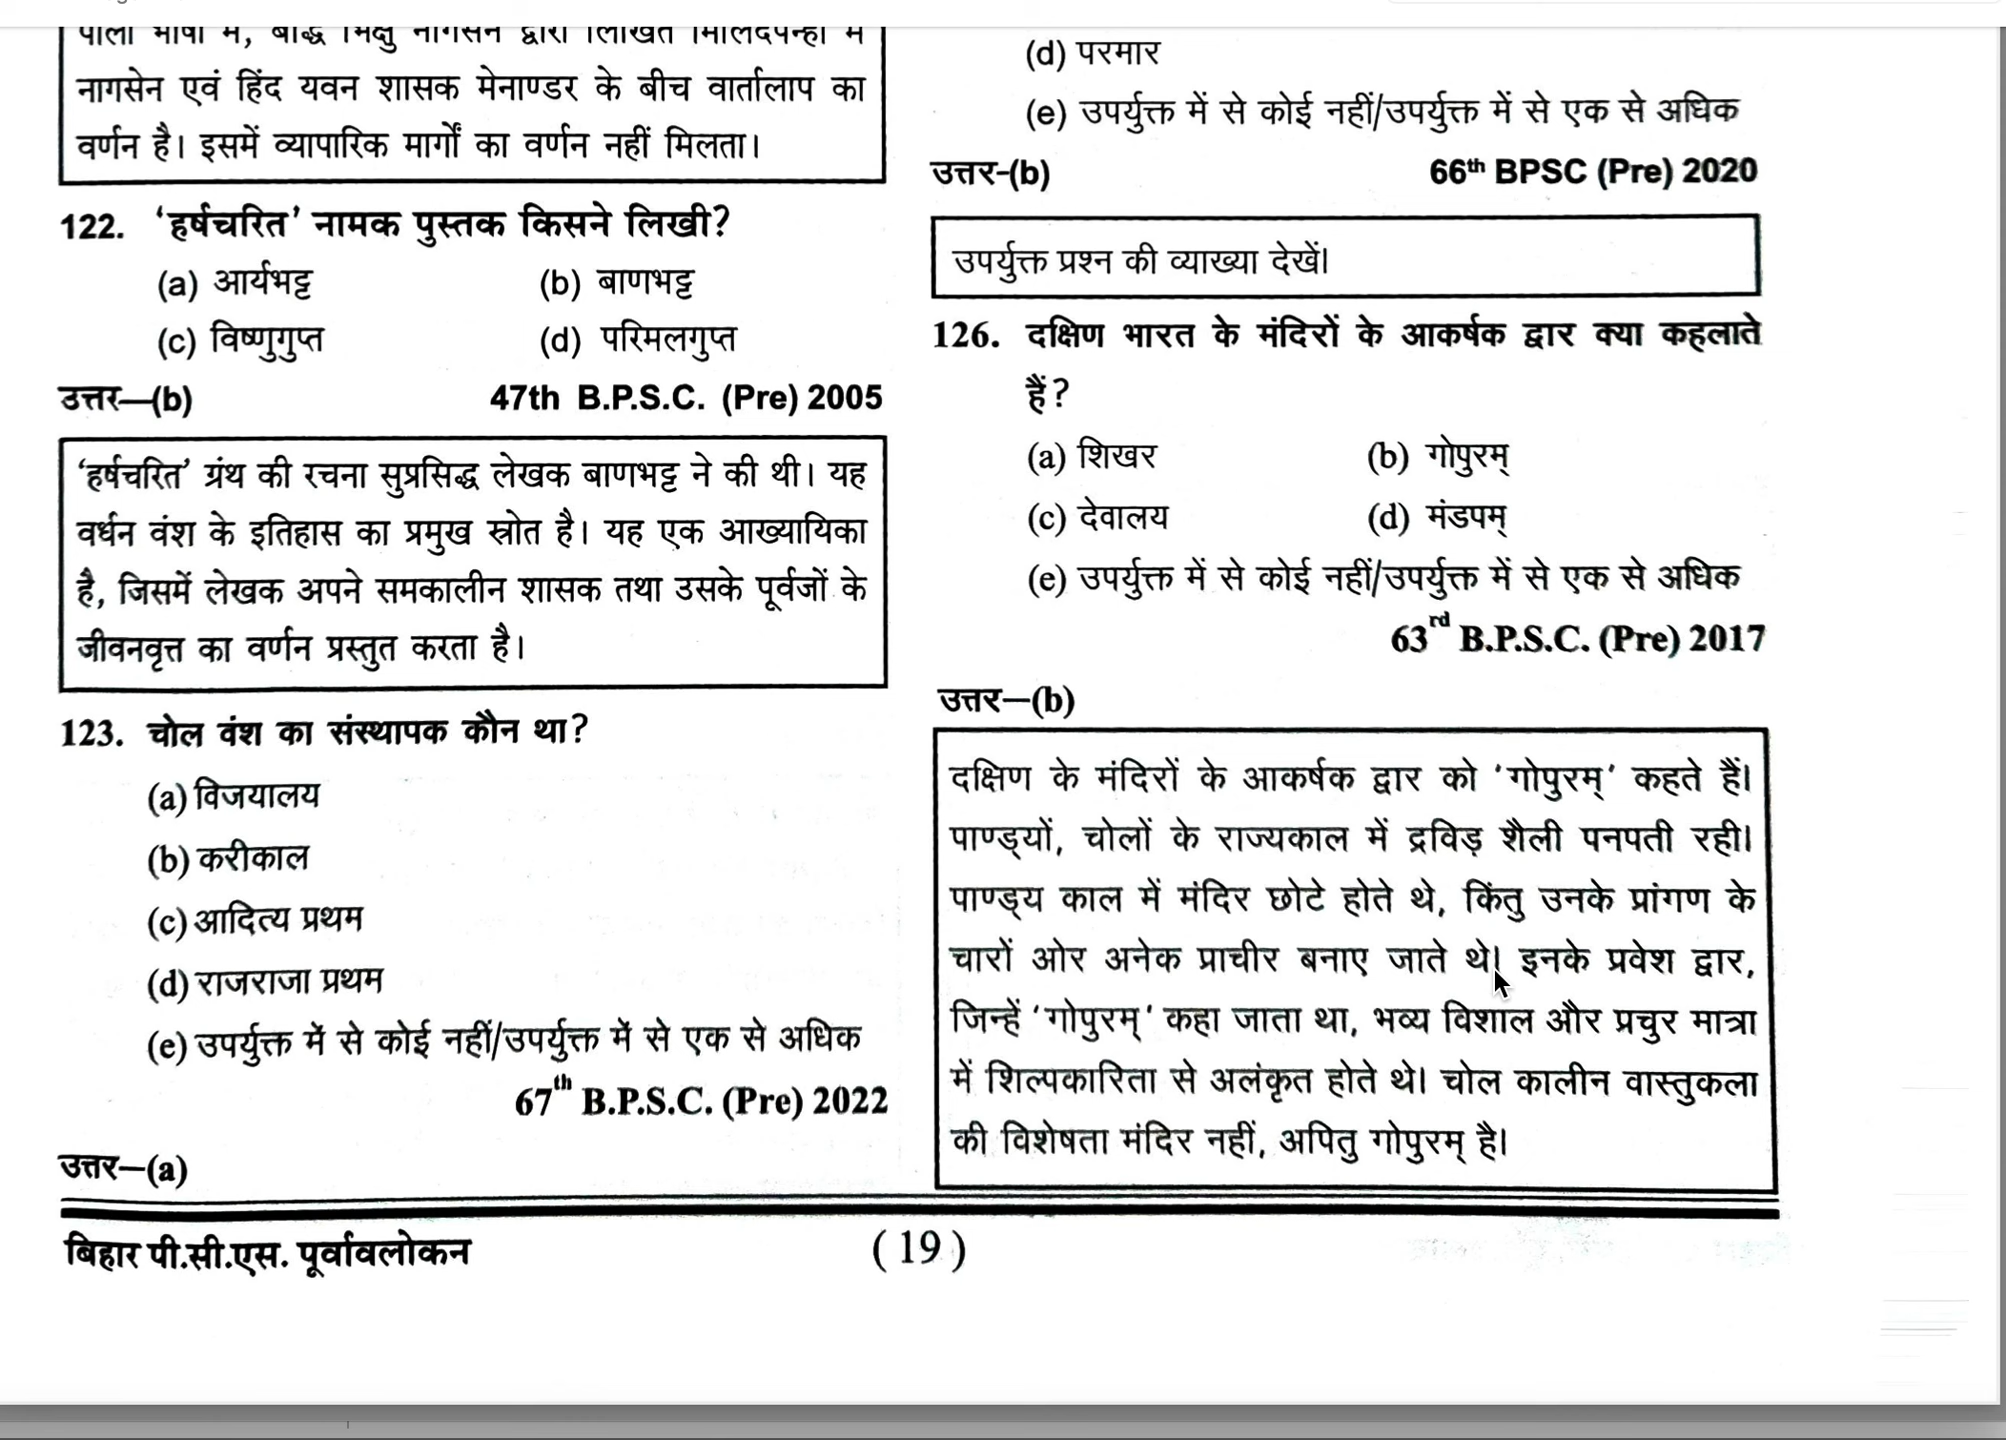 पाली भाषा में, बौद्ध भिक्षु नागसेन द्वारा लिखित मिलिंदपन्हो में
नागसेन एवं हिंद यवन शासक मेनाण्डर के बीच वार्तालाप का
वर्णन है। इसमें व्यापारिक मार्गों का वर्णन नहीं मिलता।
122. ‘हर्षचरित’ नामक पुस्तक किसने लिखी?
(a) आर्यभट्ट (b) बाणभट्ट
(c) विष्णुगुप्त (d) परिमलगुप्त
उत्तर—(b) 47th B.P.S.C. (Pre) 2005
‘हर्षचरित’ ग्रंथ की रचना सुप्रसिद्ध लेखक बाणभट्ट ने की थी। यह
वर्धन वंश के इतिहास का प्रमुख स्रोत है। यह एक आख्यायिका
है, जिसमें लेखक अपने समकालीन शासक तथा उसके पूर्वजों के
जीवनवृत्त का वर्णन प्रस्तुत करता है।
123. चोल वंश का संस्थापक कौन था?
(a) विजयालय
(b) करीकाल
(c) आदित्य प्रथम
(d) राजराजा प्रथम
(e) उपर्युक्त में से कोई नहीं/उपर्युक्त में से एक से अधिक
67th B.P.S.C. (Pre) 2022
उत्तर—(a)
(d) परमार
(e) उपर्युक्त में से कोई नहीं/उपर्युक्त में से एक से अधिक
उत्तर-(b) 66th BPSC (Pre) 2020
उपर्युक्त प्रश्न की व्याख्या देखें।
126. दक्षिण भारत के मंदिरों के आकर्षक द्वार क्या कहलाते
हैं?
(a) शिखर (b) गोपुरम्
(c) देवालय (d) मंडपम्
(e) उपर्युक्त में से कोई नहीं/उपर्युक्त में से एक से अधिक
63rd B.P.S.C. (Pre) 2017
उत्तर—(b)
दक्षिण के मंदिरों के आकर्षक द्वार को ‘गोपुरम्’ कहते हैं।
पाण्ड्यों, चोलों के राज्यकाल में द्रविड़ शैली पनपती रही।
पाण्ड्य काल में मंदिर छोटे होते थे, किंतु उनके प्रांगण के
चारों ओर अनेक प्राचीर बनाए जाते थे। इनके प्रवेश द्वार,
जिन्हें ‘गोपुरम्’ कहा जाता था, भव्य विशाल और प्रचुर मात्रा
में शिल्पकारिता से अलंकृत होते थे। चोल कालीन वास्तुकला
की विशेषता मंदिर नहीं, अपितु गोपुरम् है।
बिहार पी.सी.एस. पूर्वावलोकन (19)